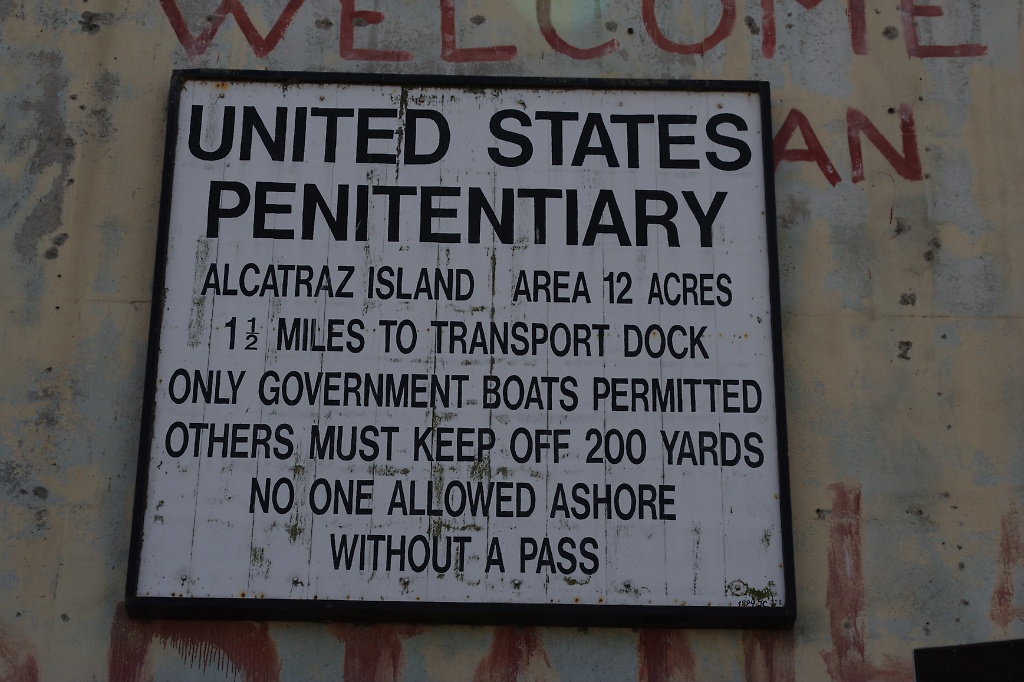 WELCOME
UNITED STATES
PENITENTIARY
ALCATRAZ ISLAND AREA 12 ACRES
1½ MILES TO TRANSPORT DOCK
ONLY GOVERNMENT BOATS PERMITTED
OTHERS MUST KEEP OFF 200 YARDS
NO ONE ALLOWED ASHORE
WITHOUT A PASS